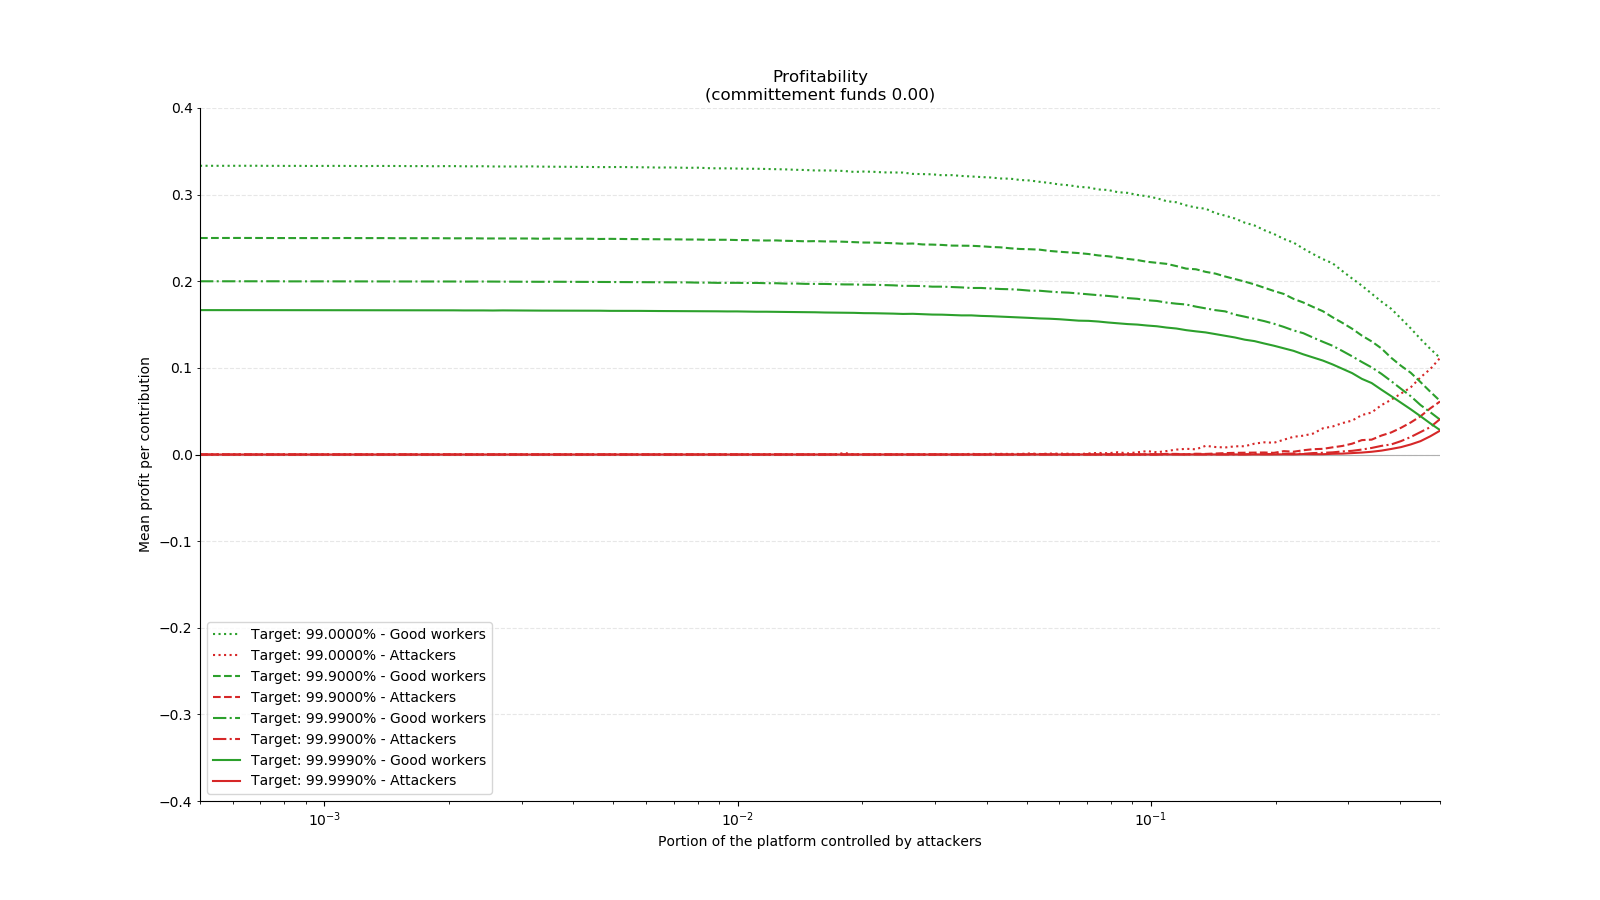 Profitability
(committement funds 0.00)
Mean profit per contribution
0.4
0.3
0.2
0.1
0.0
−0.1
−0.2
−0.3
−0.4
Target: 99.0000% - Good workers
Target: 99.0000% - Attackers
Target: 99.9000% - Good workers
Target: 99.9000% - Attackers
Target: 99.9900% - Good workers
Target: 99.9900% - Attackers
Target: 99.9990% - Good workers
Target: 99.9990% - Attackers
10⁻³ 10⁻² 10⁻¹
Portion of the platform controlled by attackers